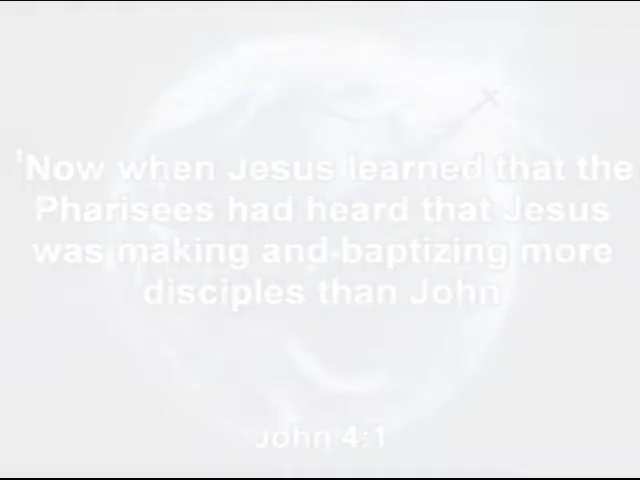 ¹Now when Jesus learned that the
Pharisees had heard that Jesus
was making and baptizing more
disciples than John
John 4:1